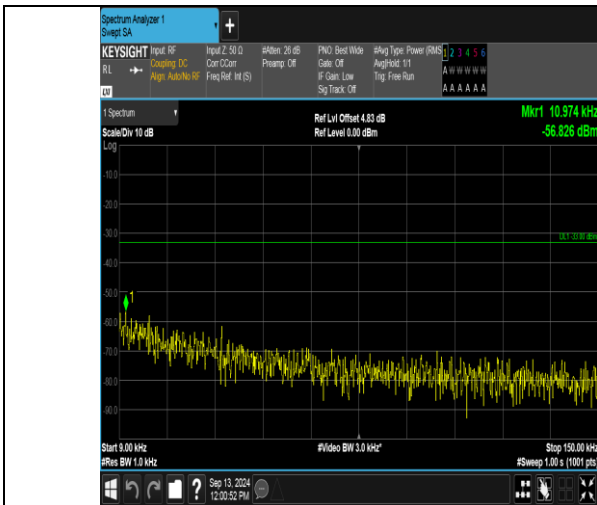 Spectrum Analyzer 1
Swept SA
+
KEYSIGHT Input: RF Input Z: 50 Ω #Atten: 26 dB PNO: Best Wide #Avg Type: Power (RMS 1 2 3 4 5 6
RL Coupling: DC Corr CCorr Preamp: Off Gate: Off Avg|Hold: 1/1 A W W W W W
Align: Auto/No RF Freq Ref: Int (S) IF Gain: Low Trig: Free Run
LXI Sig Track: Off A A A A A A
1 Spectrum Ref Lvl Offset 4.83 dB Mkr1 10.974 kHz
Scale/Div 10 dB Ref Level 0.00 dBm -56.826 dBm
Log
-10.0
-20.0
-30.0
DL1 -33.00 dBm
-40.0
-50.0
1
-60.0
-70.0
-80.0
-90.0
Start 9.00 kHz #Video BW 3.0 kHz* Stop 150.00 kHz
#Res BW 1.0 kHz #Sweep 1.00 s (1001 pts)
? Sep 13, 2024
12:00:52 PM